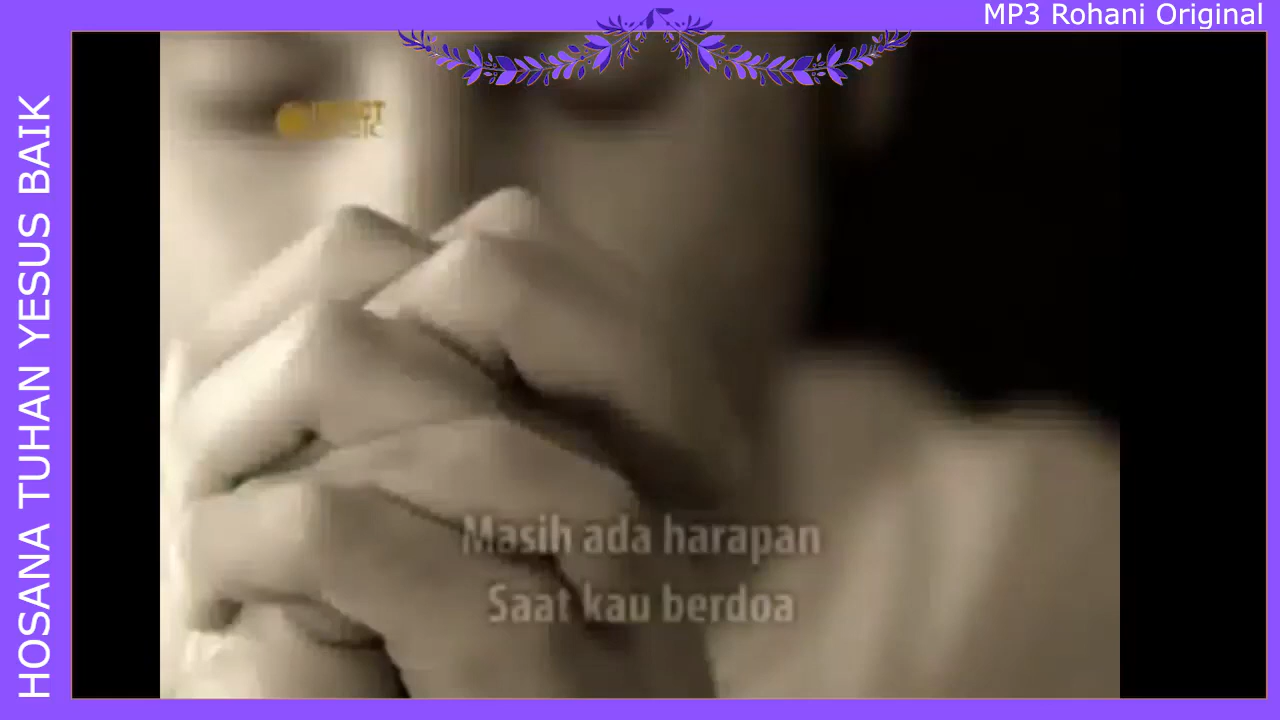 MP3 Rohani Original
HOSANA TUHAN YESUS BAIK
Masih ada harapan
Saat kau berdoa